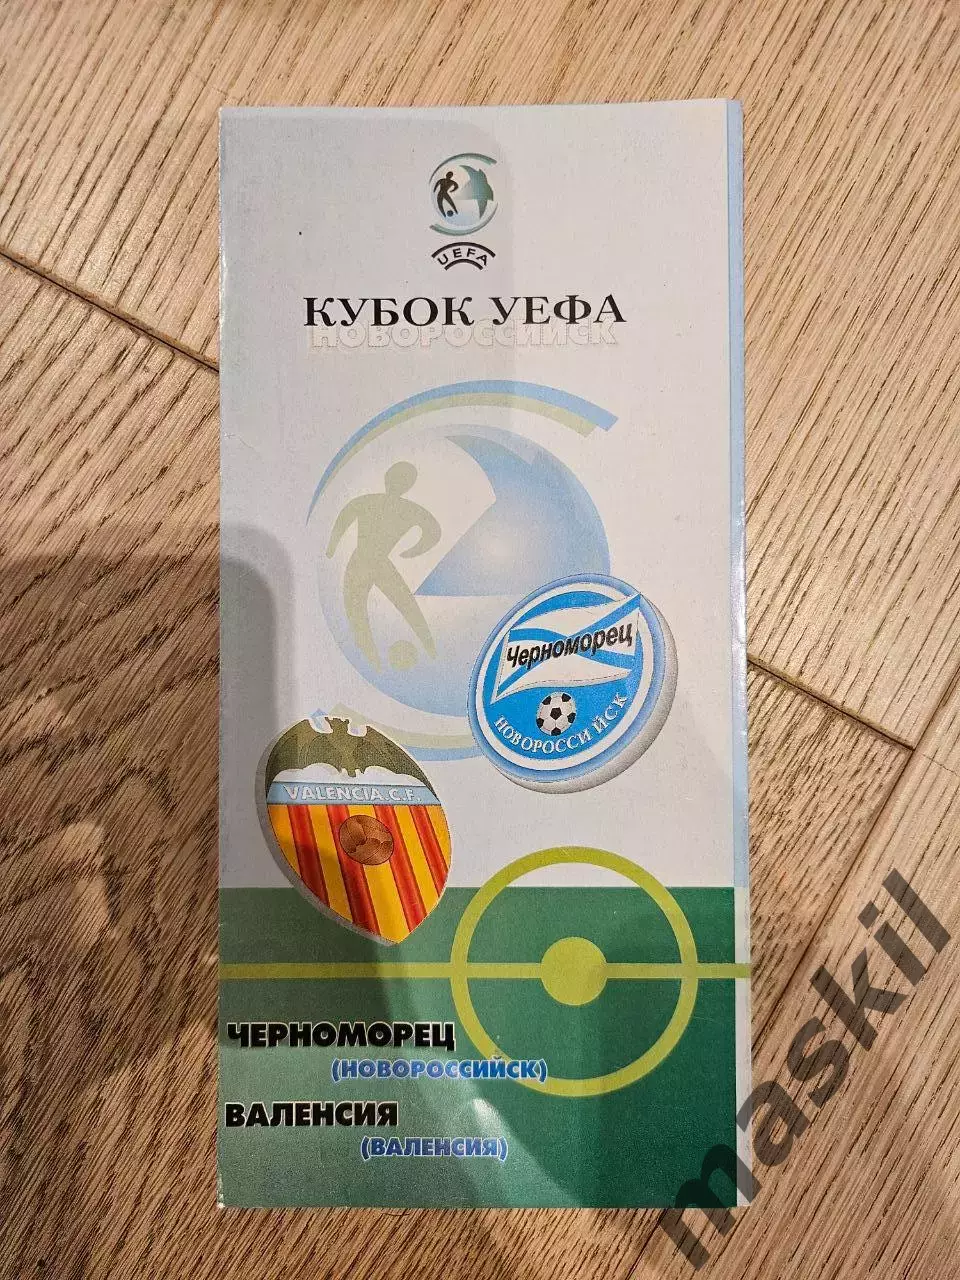 UEFA
КУБОК УЕФА
НОВОРОССИЙСК
Черноморец
НОВОРОССИЙСК
VALENCIA.C.F.
ЧЕРНОМОРЕЦ
(НОВОРОССИЙСК)
ВАЛЕНСИЯ
(ВАЛЕНСИЯ)
maskil